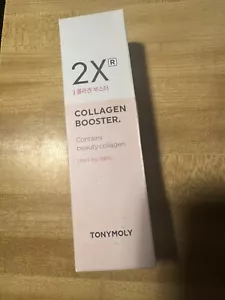 2X R
콜라겐 부스터
COLLAGEN
BOOSTER.
Contains
beauty collagen
TONYMOLY